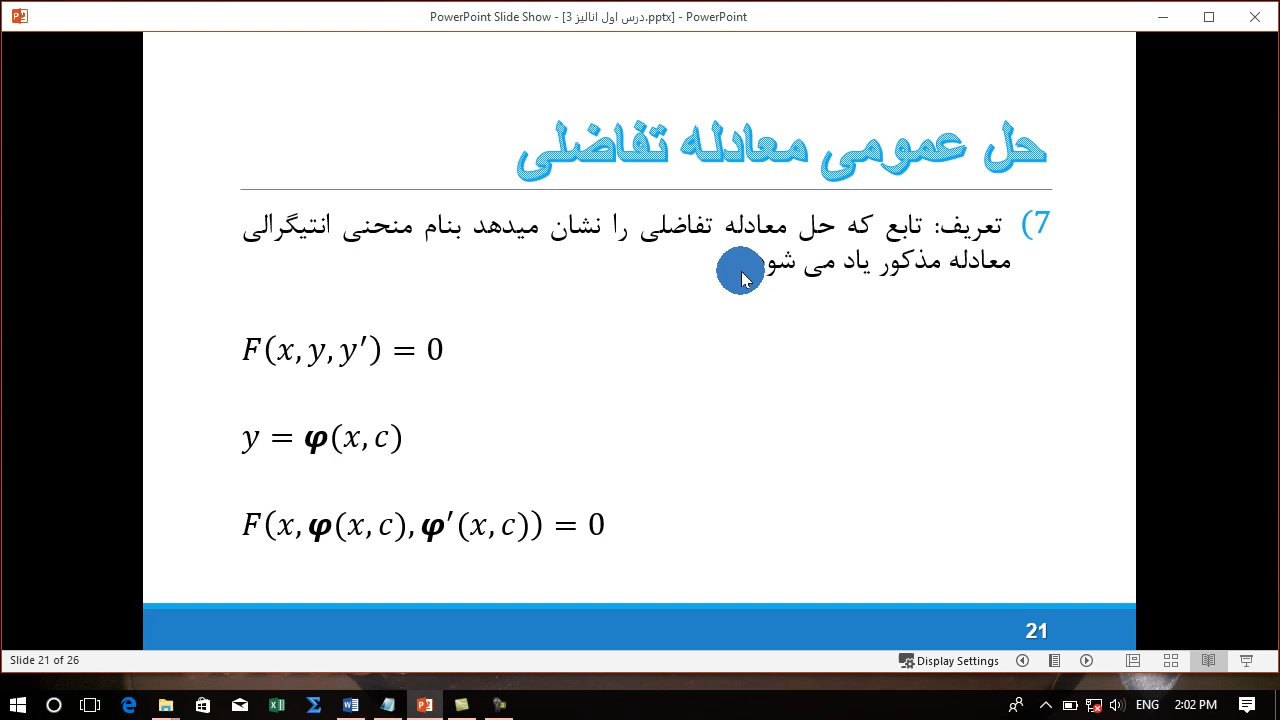 PowerPoint Slide Show - [درس اول انالیز 3.pptx] - PowerPoint
حل عمومی معادله تفاضلی
7) تعریف: تابع که حل معادله تفاضلی را نشان میدهد بنام منحنی انتیگرالی
معادله مذکور یاد می
F(x, y, y′) = 0
y = φ(x, c)
F(x, φ(x, c), φ′(x, c)) = 0
21
Slide 21 of 26
Display Settings
ENG
2:02 PM